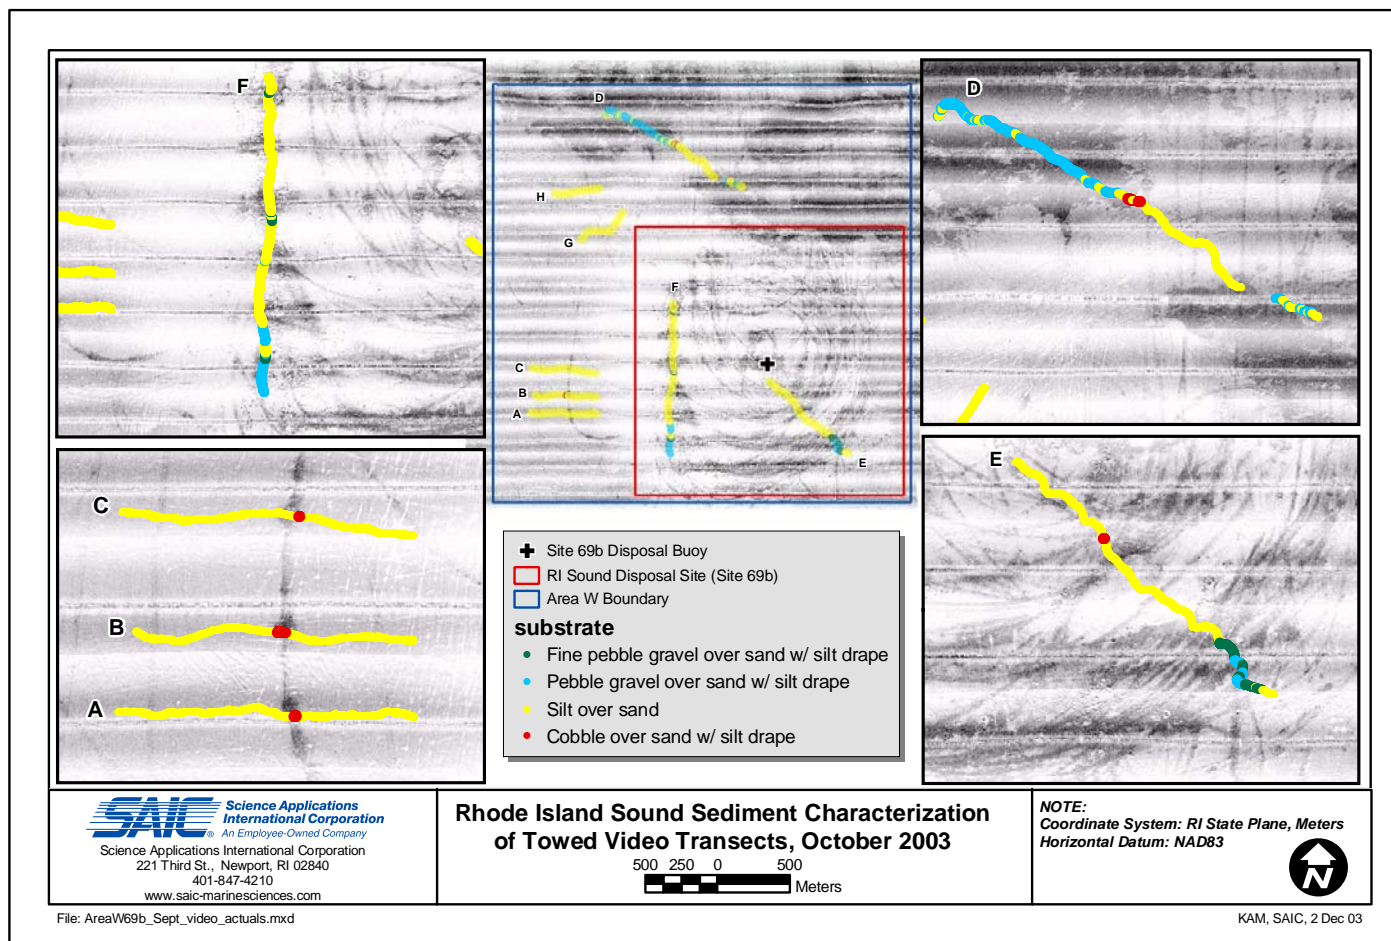 F
D
D
H
G
F
C
B
A
E
C
B
A
E
Site 69b Disposal Buoy
RI Sound Disposal Site (Site 69b)
Area W Boundary
substrate
Fine pebble gravel over sand w/ silt drape
Pebble gravel over sand w/ silt drape
Silt over sand
Cobble over sand w/ silt drape
SAIC® Science Applications
International Corporation
An Employee-Owned Company
Science Applications International Corporation
221 Third St., Newport, RI 02840
401-847-4210
www.saic-marinesciences.com
Rhode Island Sound Sediment Characterization
of Towed Video Transects, October 2003
500 250 0 500
Meters
NOTE:
Coordinate System: RI State Plane, Meters
Horizontal Datum: NAD83
N
File: AreaW69b_Sept_video_actuals.mxd
KAM, SAIC, 2 Dec 03